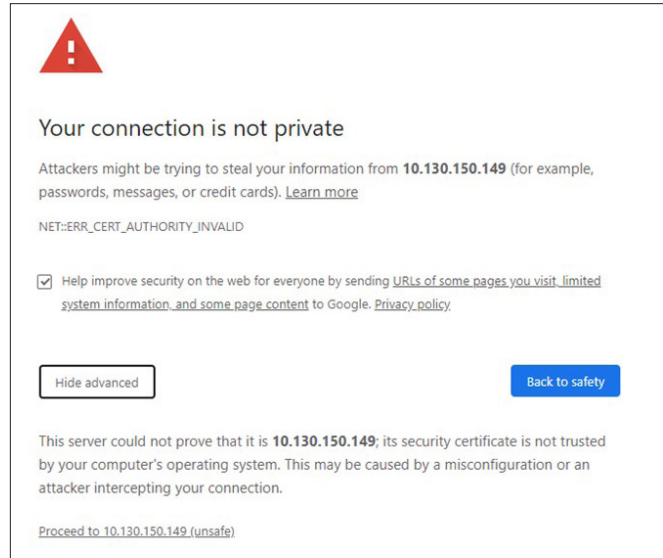 Your connection is not private
Attackers might be trying to steal your information from 10.130.150.149 (for example,
passwords, messages, or credit cards). Learn more
NET::ERR_CERT_AUTHORITY_INVALID
Help improve security on the web for everyone by sending URLs of some pages you visit, limited
system information, and some page content to Google. Privacy policy
Hide advanced
Back to safety
This server could not prove that it is 10.130.150.149; its security certificate is not trusted
by your computer's operating system. This may be caused by a misconfiguration or an
attacker intercepting your connection.
Proceed to 10.130.150.149 (unsafe)